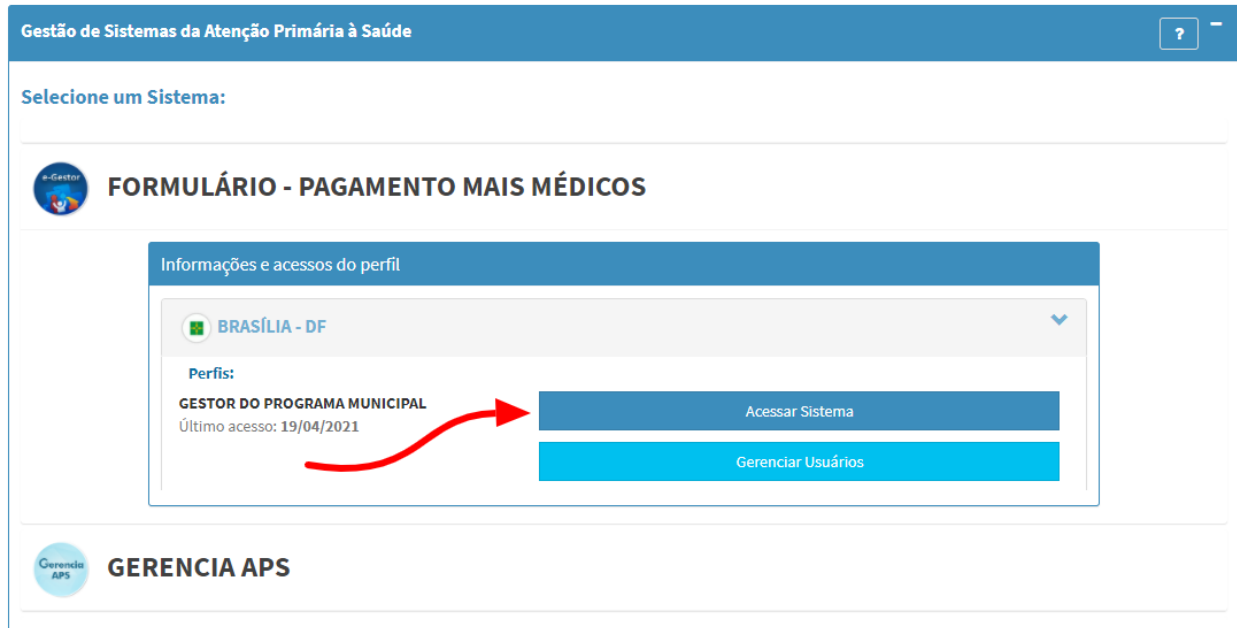 Gestão de Sistemas da Atenção Primária à Saúde
?
Selecione um Sistema:
e-Gestor
FORMULÁRIO - PAGAMENTO MAIS MÉDICOS
Informações e acessos do perfil
BRASÍLIA - DF
Perfis:
GESTOR DO PROGRAMA MUNICIPAL
Último acesso: 19/04/2021
Acessar Sistema
Gerenciar Usuários
Gerencia
APS
GERENCIA APS